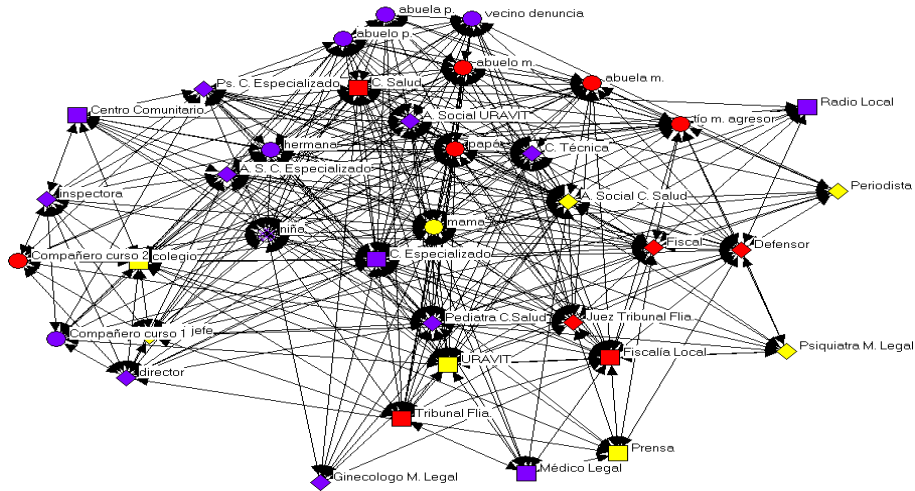 abuela p.
vecino denuncia
abuelo p.
abuelo m.
abuela m.
Ps. C. Especializado
C. Salud
Centro Comunitario
Radio Local
A. Social URAVIT
tío m. agresor
hermana
papá
C. Técnica
A. S. C. Especializado
inspectora
A. Social C. Salud
Periodista
niña
mama
Compañero curso 2
colegio
C. Especializado
Fiscal
Defensor
Pediatra C.Salud
Juez Tribunal Flia.
Compañero curso 1
jefe
Psiquiatra M. Legal
URAVIT
Fiscalía Local
director
Tribunal Flia.
Prensa
Ginecologo M. Legal
Médico Legal